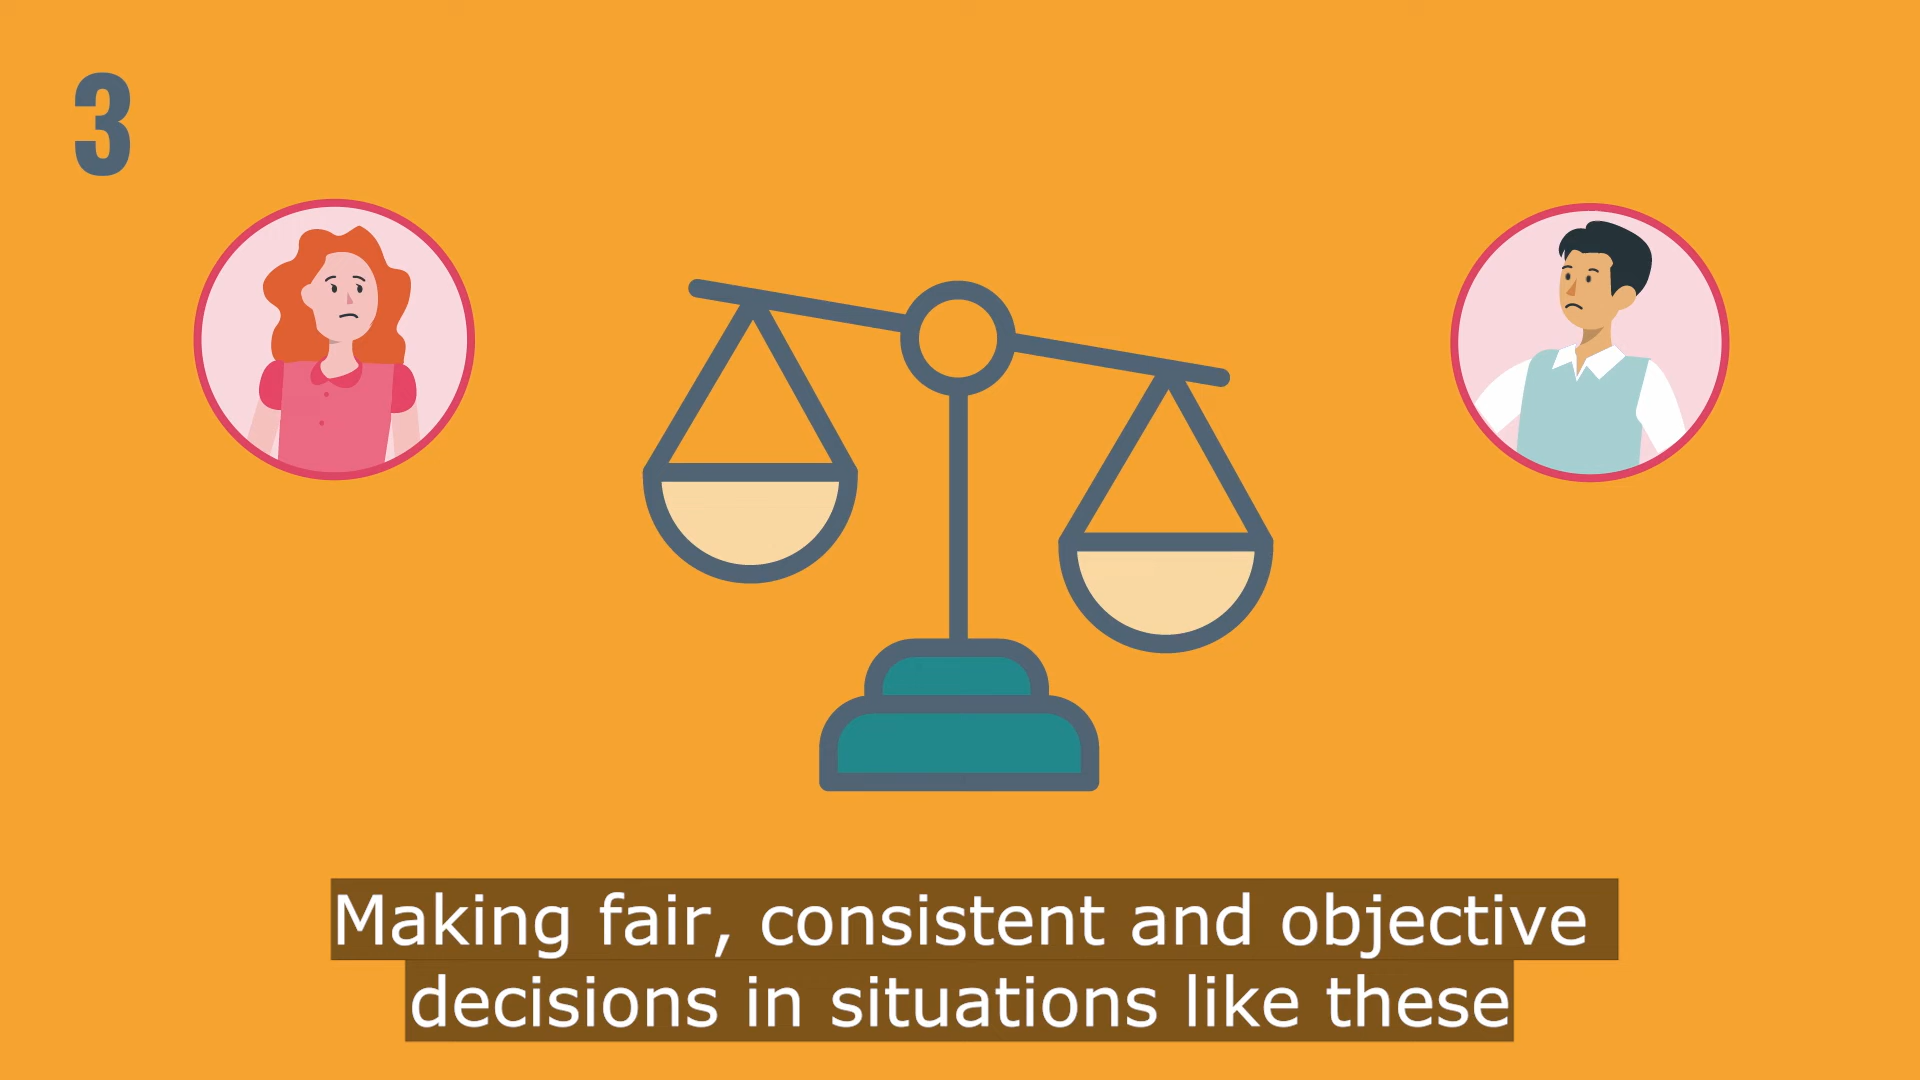 3
Making fair, consistent and objective
decisions in situations like these